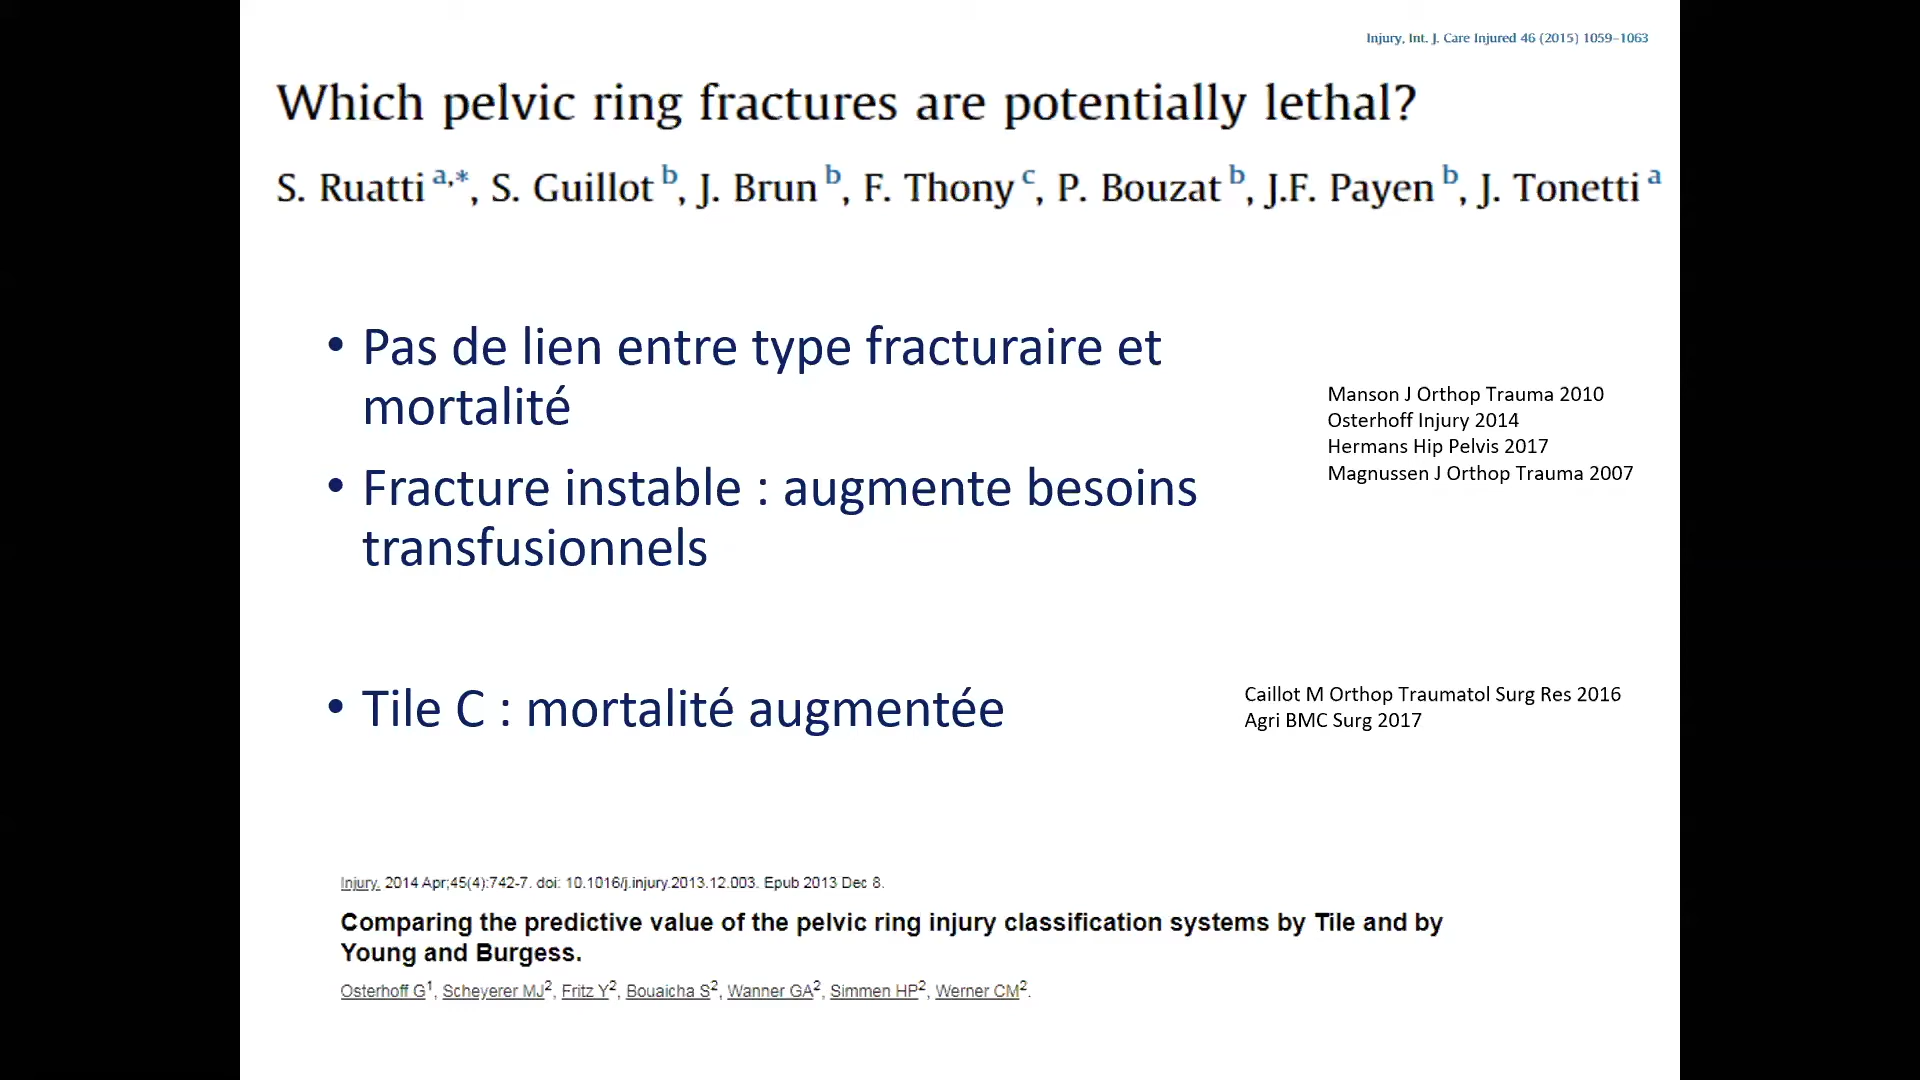 Injury, Int. J. Care Injured 46 (2015) 1059–1063
Which pelvic ring fractures are potentially lethal?
S. Ruatti a,*, S. Guillot b, J. Brun b, F. Thony c, P. Bouzat b, J.F. Payen b, J. Tonetti a
• Pas de lien entre type fracturaire et
mortalité
• Fracture instable : augmente besoins
transfusionnels
Manson J Orthop Trauma 2010
Osterhoff Injury 2014
Hermans Hip Pelvis 2017
Magnussen J Orthop Trauma 2007
• Tile C : mortalité augmentée
Caillot M Orthop Traumatol Surg Res 2016
Agri BMC Surg 2017
Injury. 2014 Apr;45(4):742-7. doi: 10.1016/j.injury.2013.12.003. Epub 2013 Dec 8.
Comparing the predictive value of the pelvic ring injury classification systems by Tile and by
Young and Burgess.
Osterhoff G1, Scheyerer MJ2, Fritz Y2, Bouaicha S2, Wanner GA2, Simmen HP2, Werner CM2.